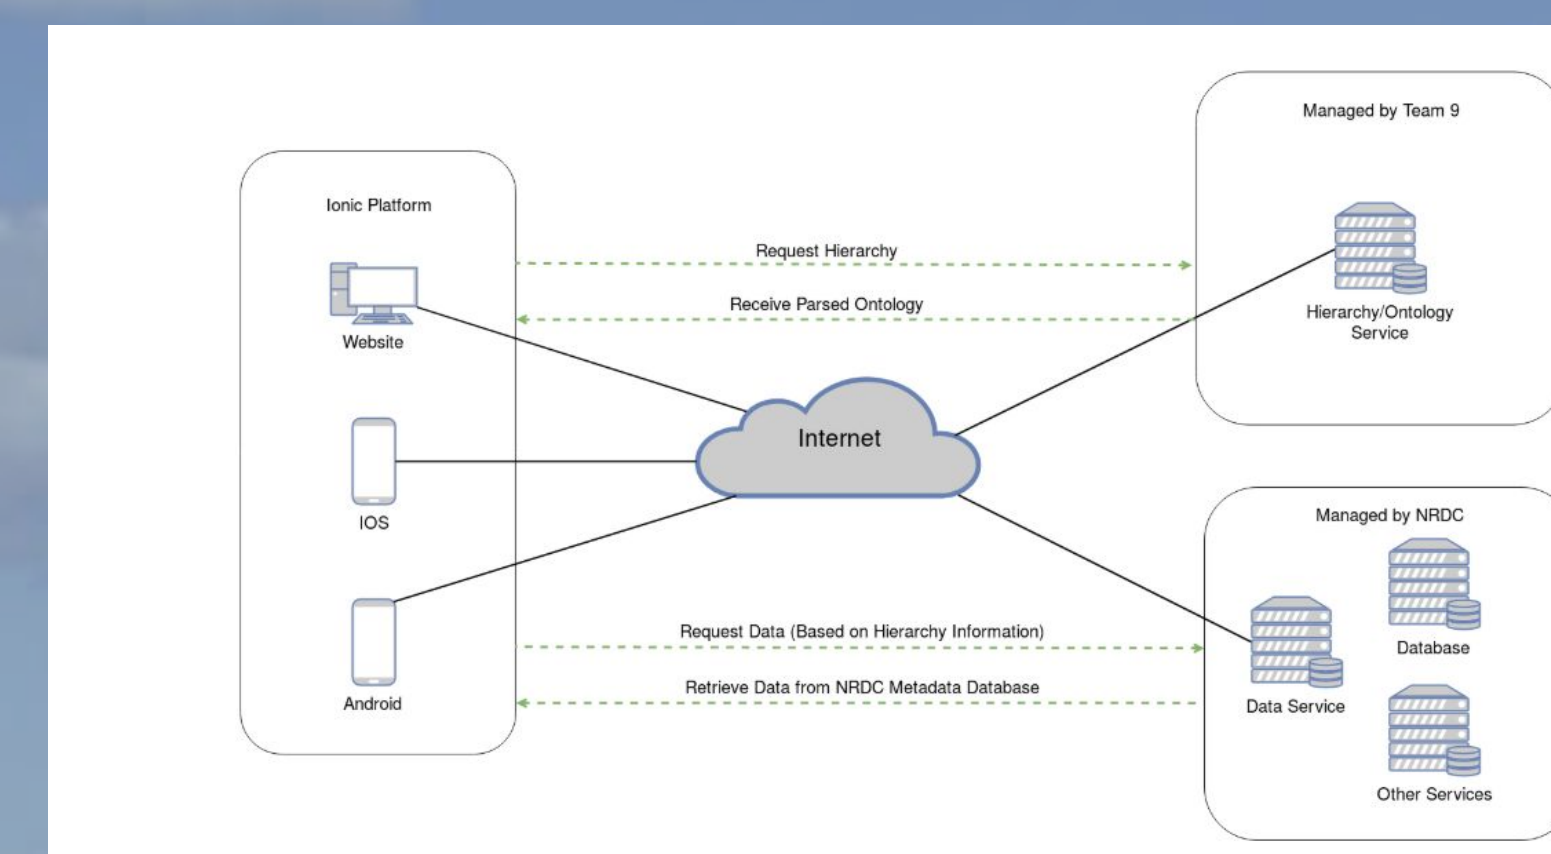 Managed by Team 9
Ionic Platform
Request Hierarchy
Receive Parsed Ontology
Hierarchy/Ontology
Service
Website
Internet
IOS
Managed by NRDC
Request Data (Based on Hierarchy Information)
Database
Retrieve Data from NRDC Metadata Database
Android
Data Service
Other Services